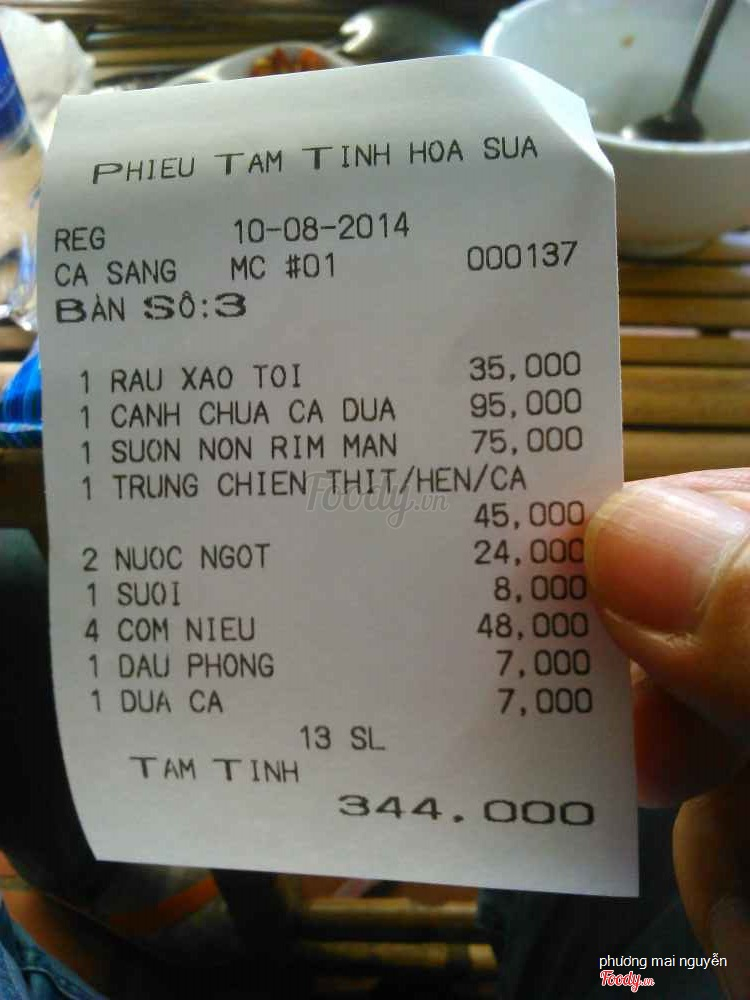 PHIEU TAM TINH HOA SUA
REG 10-08-2014
CA SANG MC #01 000137
BÀN SÔ:3
1 RAU XAO TOI 35,000
1 CANH CHUA CA DUA 95,000
1 SUON NON RIM MAN 75,000
1 TRUNG CHIEN THIT/HEN/CA
45,000
2 NUOC NGOT 24,000
1 SUOI 8,000
4 COM NIEU 48,000
1 DAU PHONG 7,000
1 DUA CA 7,000
13 SL
TAM TINH
344.000
Foody.vn
phương mai nguyễn
Foody.vn